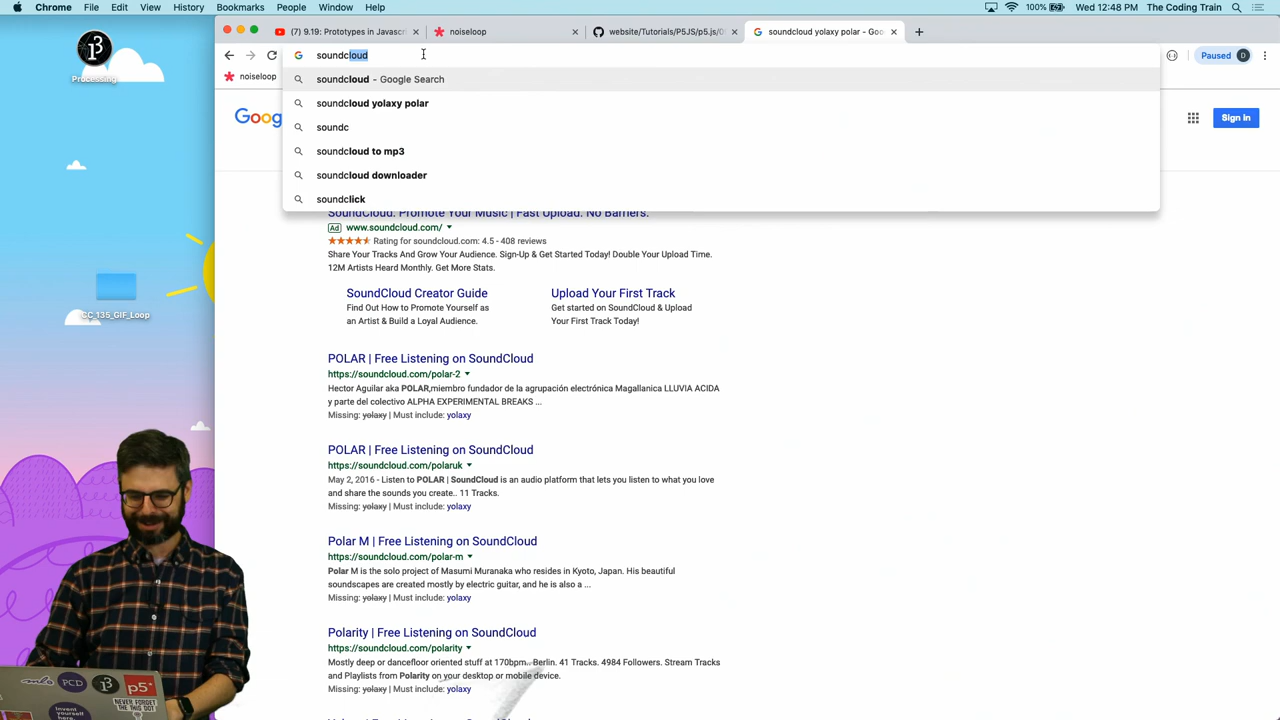 Chrome File Edit View History Bookmarks People Window Help
100% Wed 12:48 PM The Coding Train
(7) 9.19: Prototypes in Javascri
noiseloop
website/Tutorials/P5JS/p5.js/0
soundcloud yolaxy polar - Goo
soundcloud
Paused D
noiseloop
soundcloud - Google Search
soundcloud yolaxy polar
soundc
soundcloud to mp3
soundcloud downloader
soundclick
Goog
Sign in
Processing
SoundCloud: Promote Your Music | Fast Upload. No Barriers.
Ad www.soundcloud.com/
Rating for soundcloud.com: 4.5 - 408 reviews
Share Your Tracks And Grow Your Audience. Sign-Up & Get Started Today! Double Your Upload Time.
12M Artists Heard Monthly. Get More Stats.
SoundCloud Creator Guide
Find Out How to Promote Yourself as
an Artist & Build a Loyal Audience.
Upload Your First Track
Get started on SoundCloud & Upload
Your First Track Today!
CC_135_GIF_Loop
POLAR | Free Listening on SoundCloud
https://soundcloud.com/polar-2
Hector Aguilar aka POLAR,miembro fundador de la agrupación electrónica Magallanica LLUVIA ACIDA
y parte del colectivo ALPHA EXPERIMENTAL BREAKS ...
Missing: yolaxy | Must include: yolaxy
POLAR | Free Listening on SoundCloud
https://soundcloud.com/polaruk
May 2, 2016 - Listen to POLAR | SoundCloud is an audio platform that lets you listen to what you love
and share the sounds you create.. 11 Tracks.
Missing: yolaxy | Must include: yolaxy
Polar M | Free Listening on SoundCloud
https://soundcloud.com/polar-m
Polar M is the solo project of Masumi Muranaka who resides in Kyoto, Japan. His beautiful
soundscapes are created mostly by electric guitar, and he is also a ...
Missing: yolaxy | Must include: yolaxy
Polarity | Free Listening on SoundCloud
https://soundcloud.com/polarity
Mostly deep or dancefloor oriented stuff at 170bpm.. Berlin. 41 Tracks. 4984 Followers. Stream Tracks
and Playlists from Polarity on your desktop or mobile device.
Missing: yolaxy | Must include: yolaxy
PCD
p5*
NEVER FORGET
THE THIS DOT
insert
yourself
here